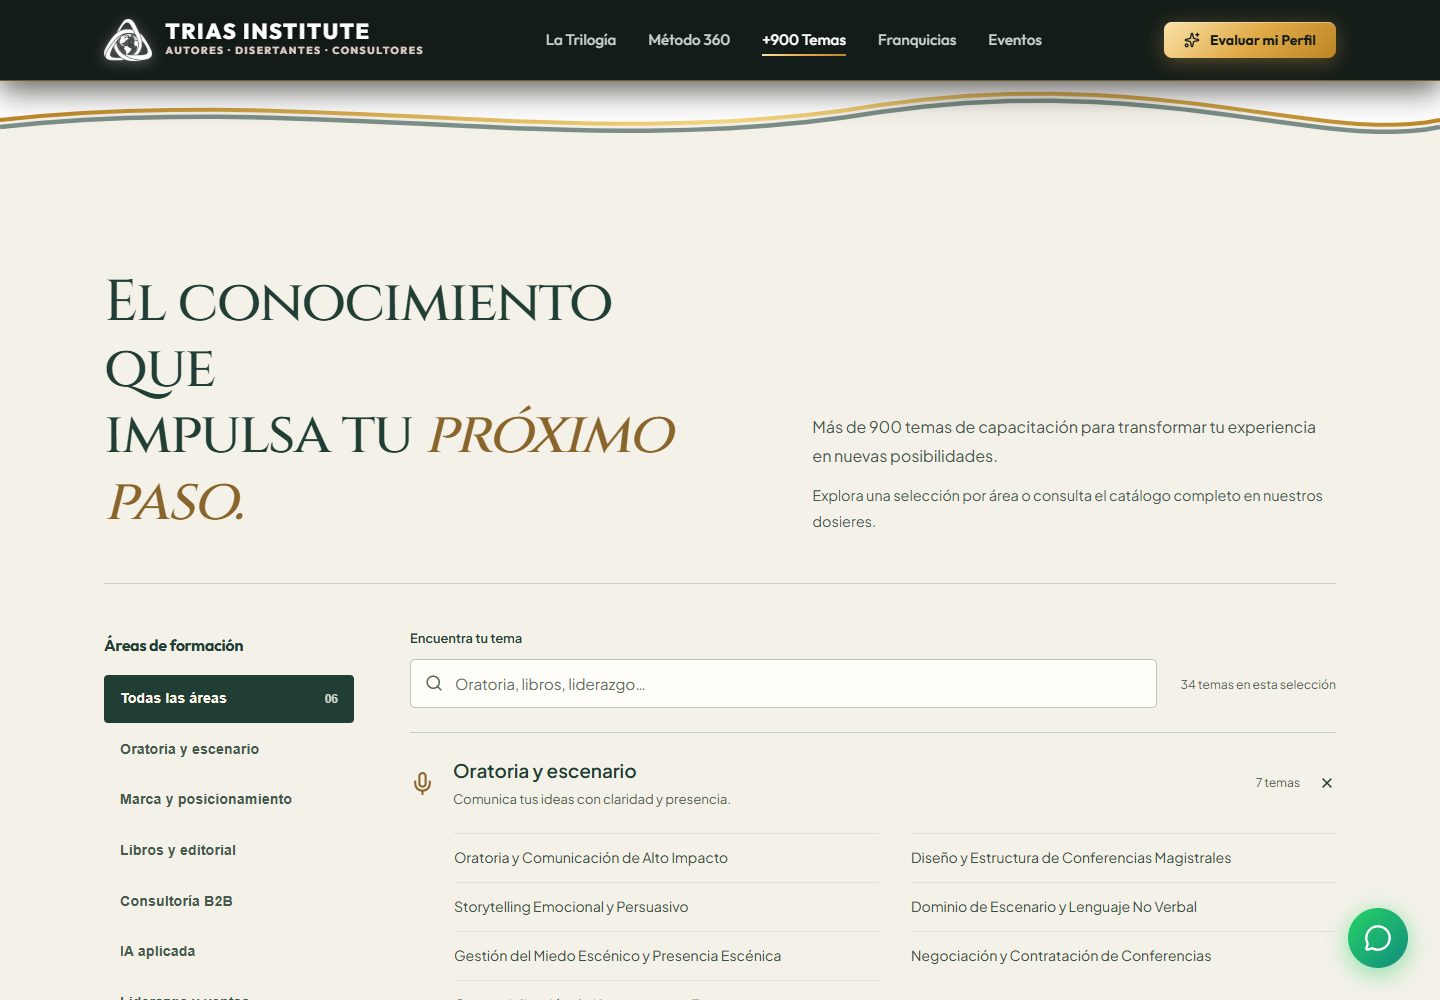 TRIAS INSTITUTE
AUTORES · DISERTANTES · CONSULTORES
La Trilogía
Método 360
+900 Temas
Franquicias
Eventos
Evaluar mi Perfil
El conocimiento
que
impulsa tu próximo
paso.
Más de 900 temas de capacitación para transformar tu experiencia
en nuevas posibilidades.
Explora una selección por área o consulta el catálogo completo en nuestros
dosieres.
Áreas de formación
Todas las áreas 06
Oratoria y escenario
Marca y posicionamiento
Libros y editorial
Consultoría B2B
IA aplicada
Encuentra tu tema
Oratoria, libros, liderazgo...
34 temas en esta selección
Oratoria y escenario
Comunica tus ideas con claridad y presencia.
7 temas
Oratoria y Comunicación de Alto Impacto
Diseño y Estructura de Conferencias Magistrales
Storytelling Emocional y Persuasivo
Dominio de Escenario y Lenguaje No Verbal
Gestión del Miedo Escénico y Presencia Escénica
Negociación y Contratación de Conferencias